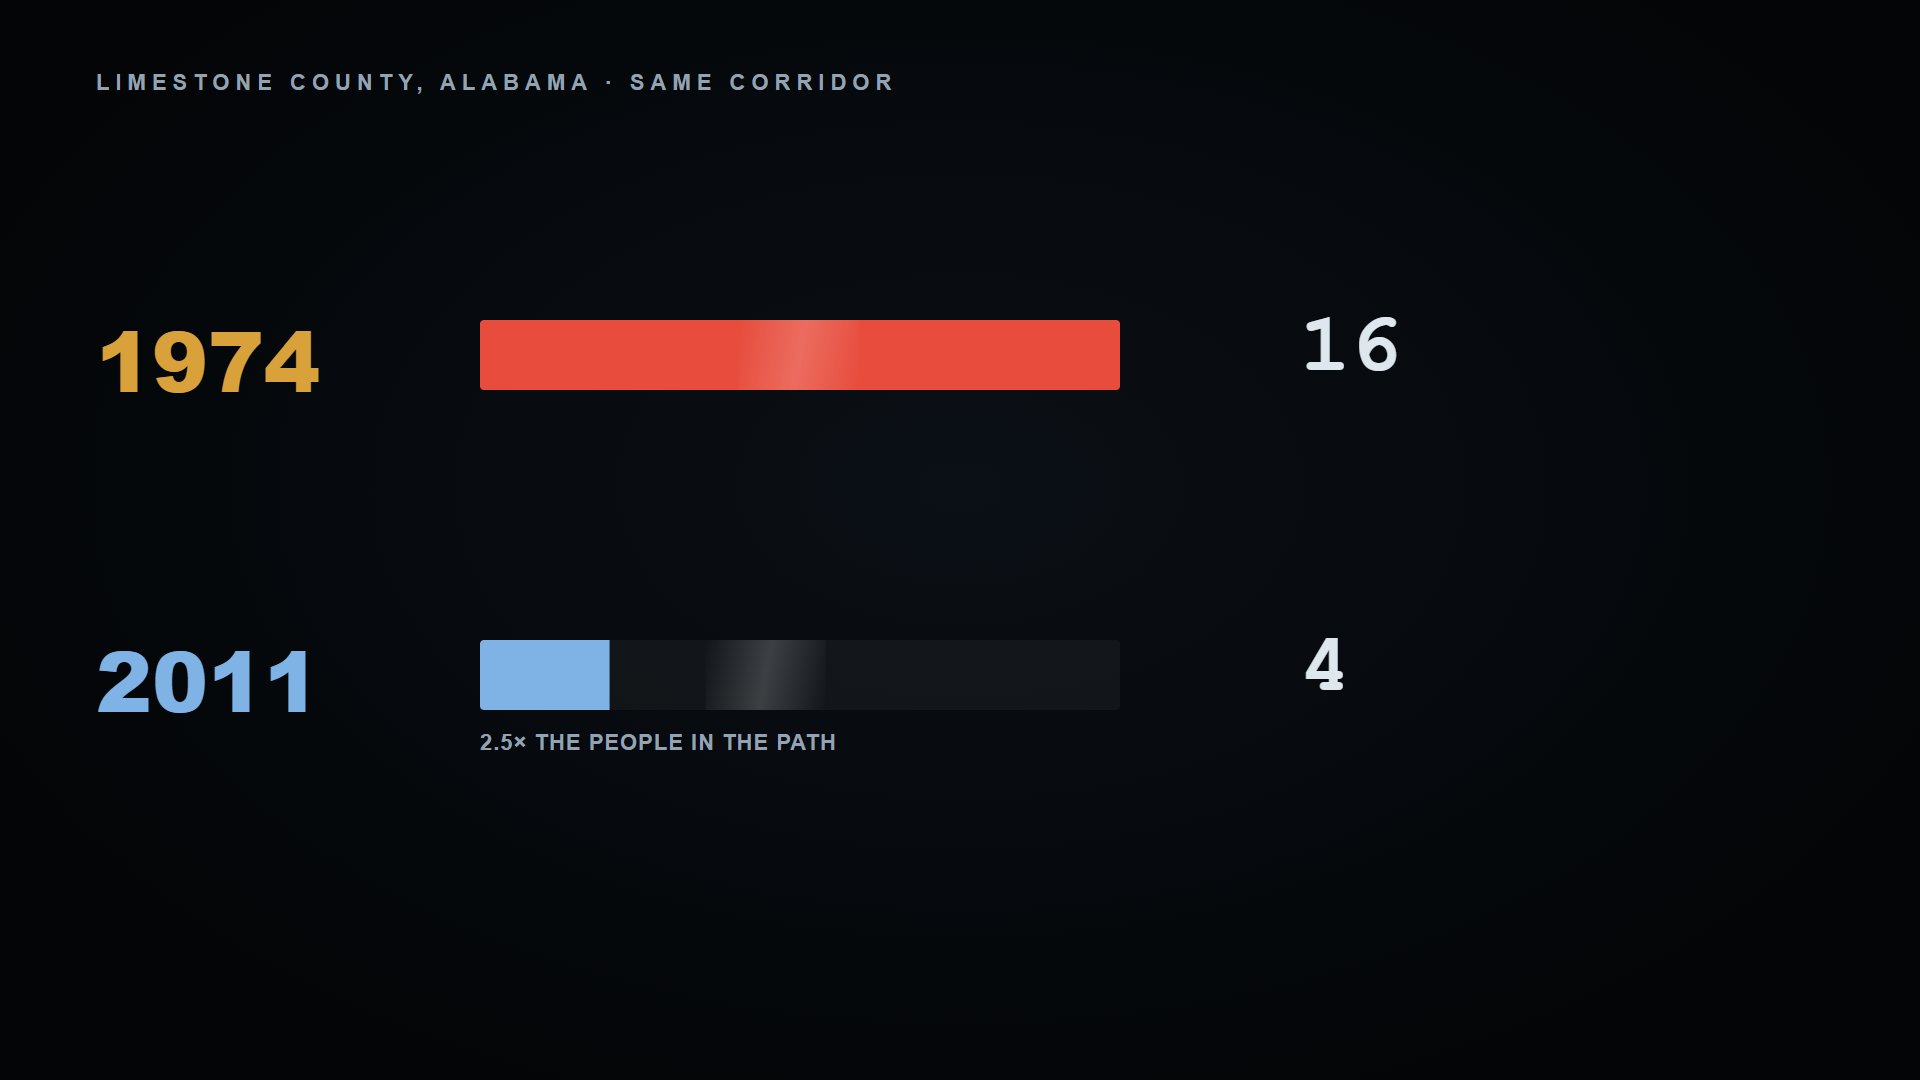 LIMESTONE COUNTY, ALABAMA · SAME CORRIDOR
1974
16
2011
4
2.5× THE PEOPLE IN THE PATH